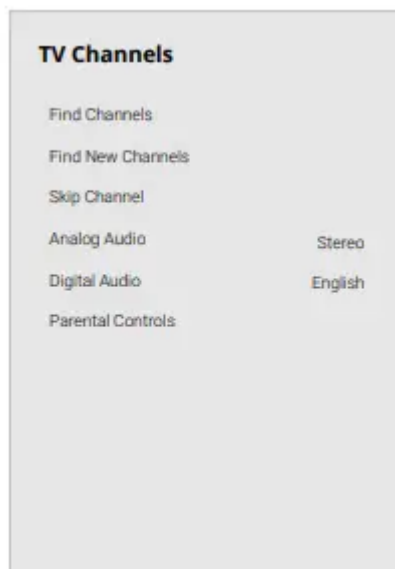 TV Channels
Find Channels
Find New Channels
Skip Channel
Analog Audio Stereo
Digital Audio English
Parental Controls